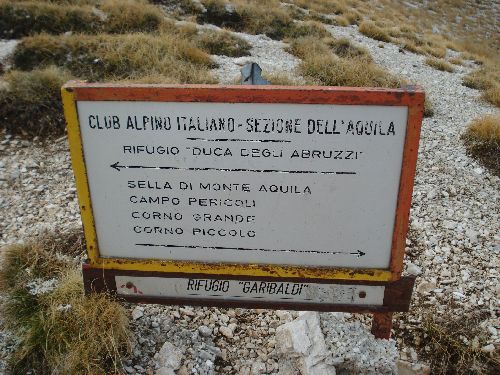 CLUB ALPINO ITALIANO - SEZIONE DELL'AQUILA
RIFUGIO "DUCA DEGLI ABRUZZI"
SELLA DI MONTE AQUILA
CAMPO PERICOLI
CORNO GRANDE
CORNO PICCOLO
RIFUGIO "GARIBALDI"